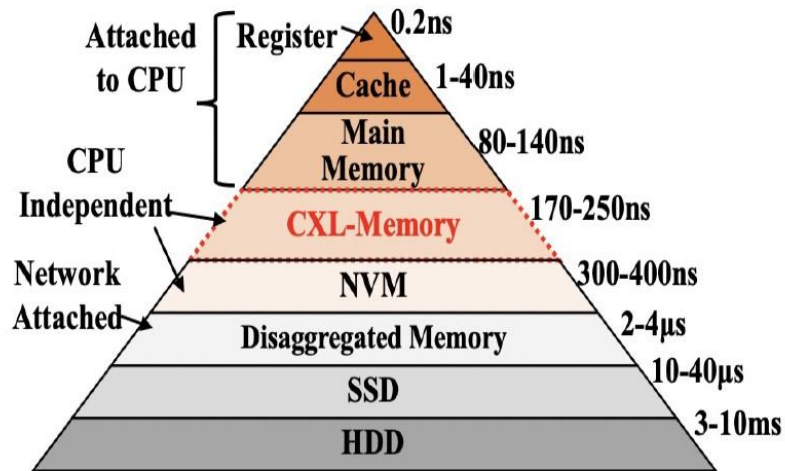 Attached
to CPU
Register
0.2ns
Cache
1-40ns
Main
Memory
80-140ns
CPU
Independent
CXL-Memory
170-250ns
Network
Attached
NVM
300-400ns
Disaggregated Memory
2-4μs
SSD
10-40μs
HDD
3-10ms